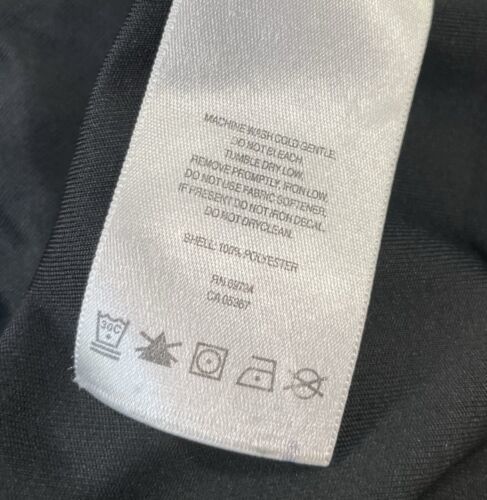 MACHINE WASH COLD GENTLE,
DO NOT BLEACH,
TUMBLE DRY LOW,
REMOVE PROMPTLY, IRON LOW,
DO NOT USE FABRIC SOFTENER,
IF PRESENT DO NOT IRON DECAL,
DO NOT DRYCLEAN.
SHELL: 100% POLYESTER
RN 69724
CA 05367
30C